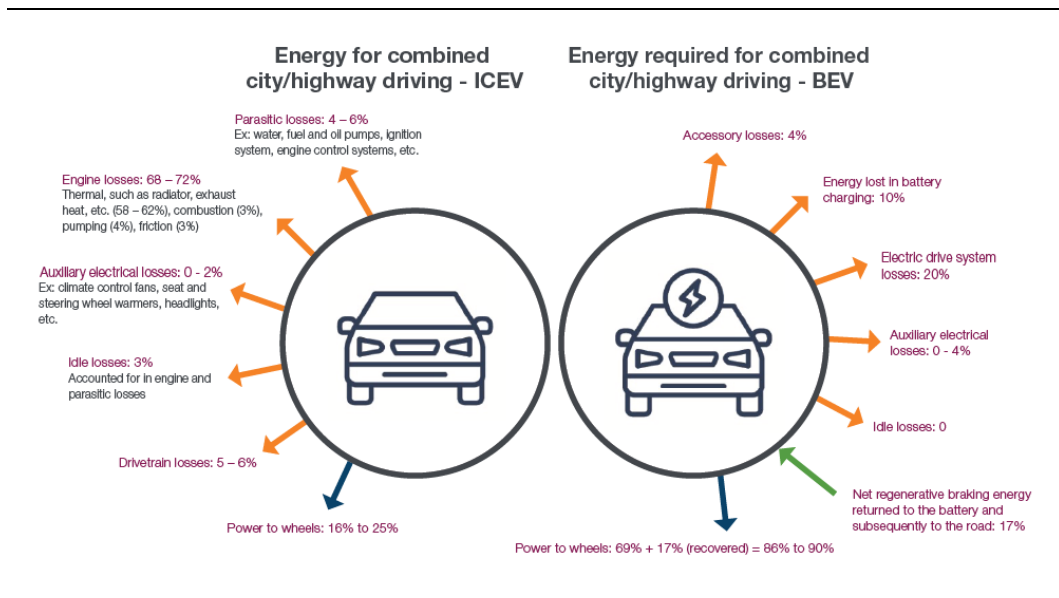 Energy for combined
city/highway driving - ICEV
Parasitic losses: 4 – 6%
Ex: water, fuel and oil pumps, ignition
system, engine control systems, etc.
Engine losses: 68 – 72%
Thermal, such as radiator, exhaust
heat, etc. (58 – 62%), combustion (3%),
pumping (4%), friction (3%)
Auxiliary electrical losses: 0 - 2%
Ex: climate control fans, seat and
steering wheel warmers, headlights,
etc.
Idle losses: 3%
Accounted for in engine and
parasitic losses
Drivetrain losses: 5 – 6%
Power to wheels: 16% to 25%
Energy required for combined
city/highway driving - BEV
Accessory losses: 4%
Energy lost in battery
charging: 10%
Electric drive system
losses: 20%
Auxiliary electrical
losses: 0 - 4%
Idle losses: 0
Net regenerative braking energy
returned to the battery and
subsequently to the road: 17%
Power to wheels: 69% + 17% (recovered) = 86% to 90%